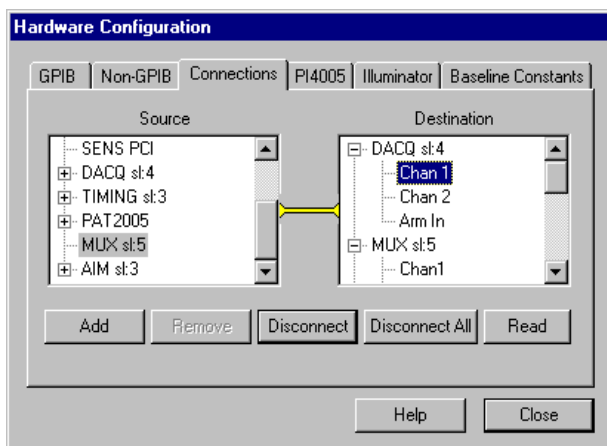 Hardware Configuration
GPIB Non-GPIB Connections PI4005 Illuminator Baseline Constants
Source Destination
SENS PCI DACQ sl:4
DACQ sl:4 Chan 1
TIMING sl:3 Chan 2
PAT2005 Arm In
MUX sl:5 MUX sl:5
AIM sl:3 Chan1
Add Remove Disconnect Disconnect All Read
Help Close